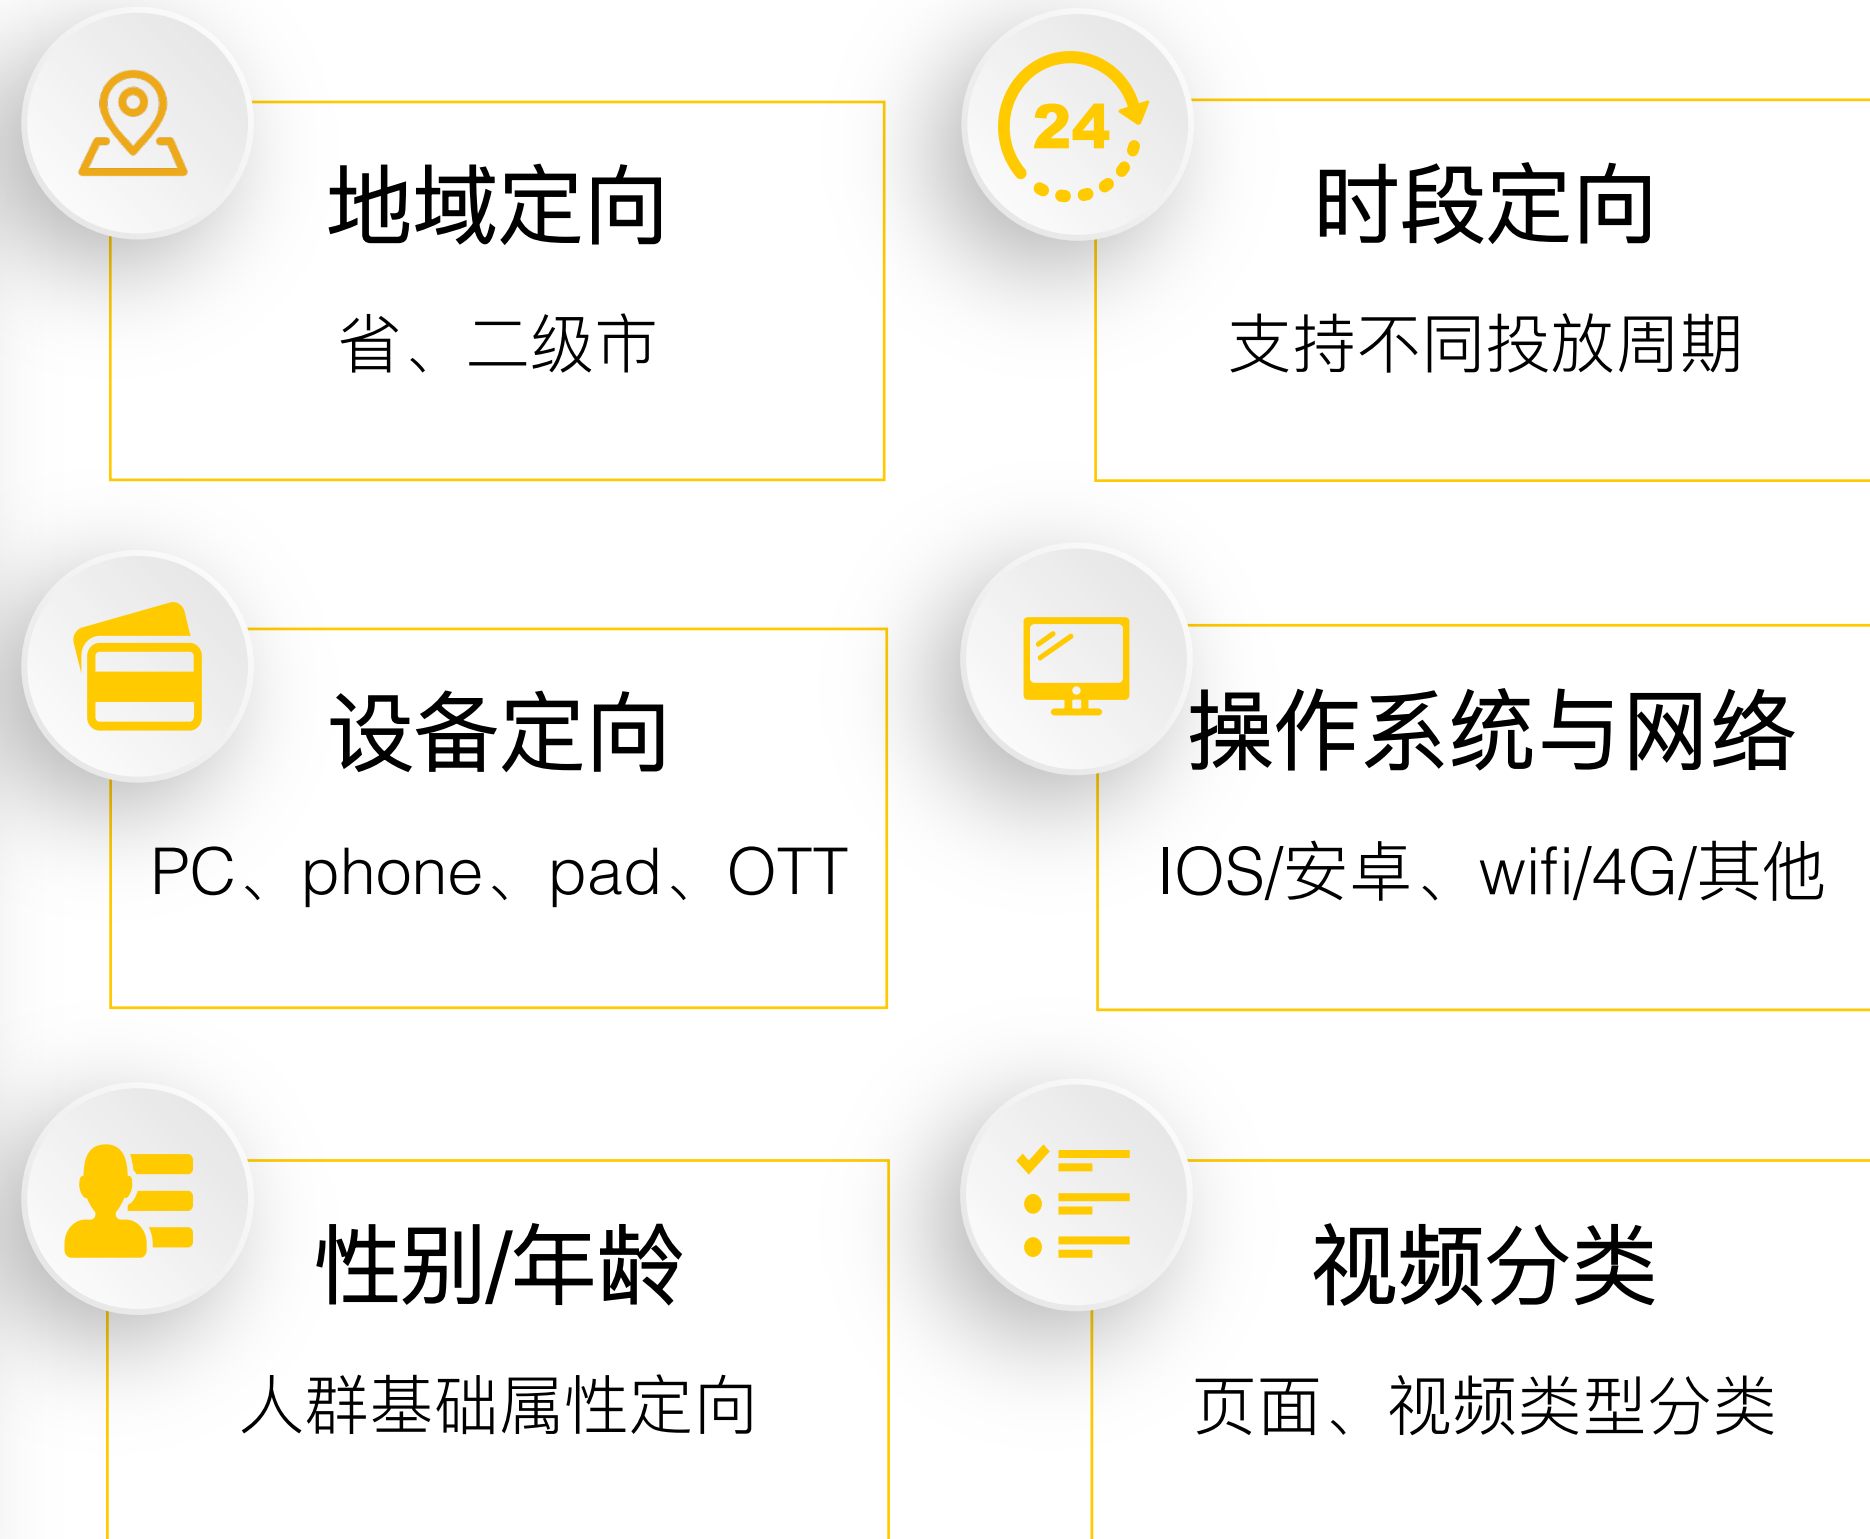 地域定向
省、二级市
24
时段定向
支持不同投放周期
设备定向
PC、phone、pad、OTT
操作系统与网络
IOS/安卓、wifi/4G/其他
性别/年龄
人群基础属性定向
视频分类
页面、视频类型分类